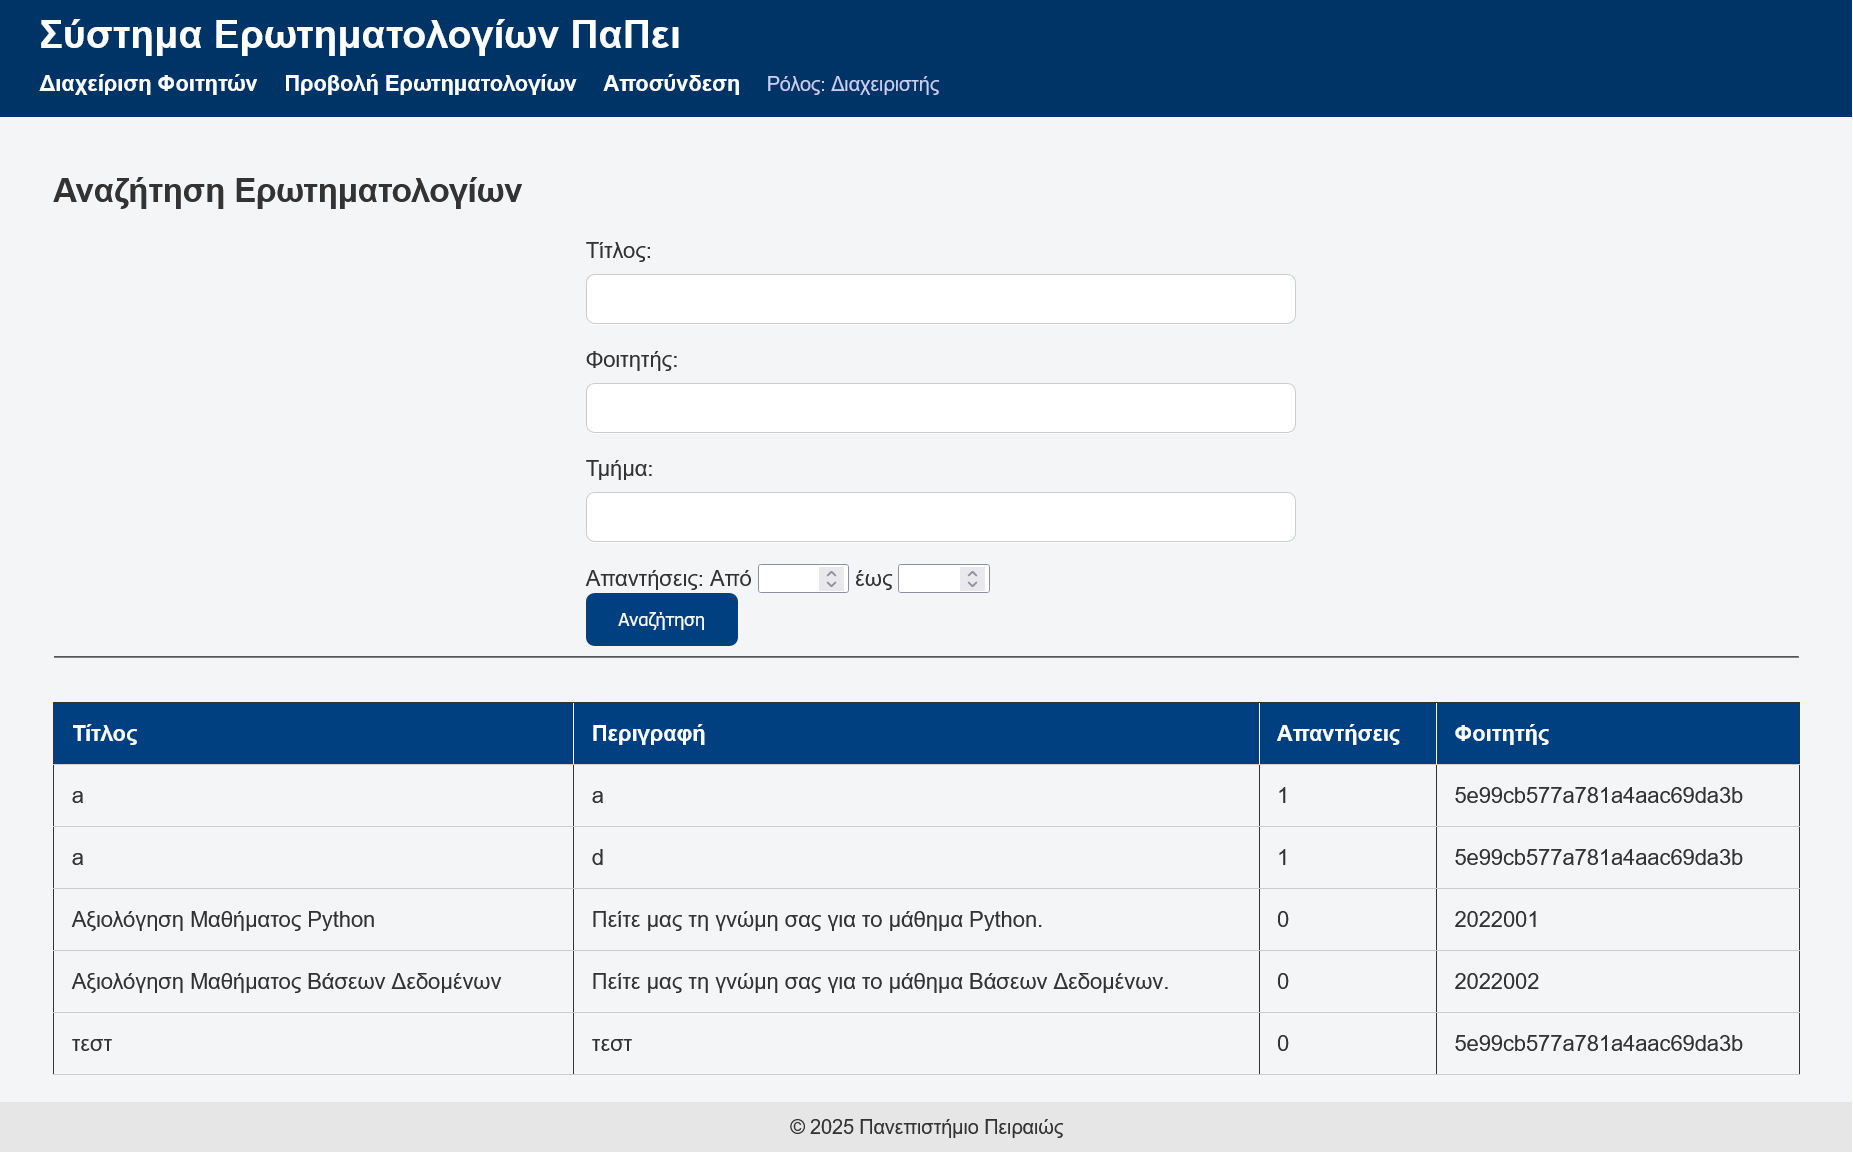 Σύστημα Ερωτηματολογίων ΠαΠει
Διαχείριση Φοιτητών Προβολή Ερωτηματολογίων Αποσύνδεση Ρόλος: Διαχειριστής
Αναζήτηση Ερωτηματολογίων
Τίτλος:
Φοιτητής:
Τμήμα:
Απαντήσεις: Από έως
Αναζήτηση
Τίτλος Περιγραφή Απαντήσεις Φοιτητής
a a 1 5e99cb577a781a4aac69da3b
a d 1 5e99cb577a781a4aac69da3b
Αξιολόγηση Μαθήματος Python Πείτε μας τη γνώμη σας για το μάθημα Python. 0 2022001
Αξιολόγηση Μαθήματος Βάσεων Δεδομένων Πείτε μας τη γνώμη σας για το μάθημα Βάσεων Δεδομένων. 0 2022002
τεστ τεστ 0 5e99cb577a781a4aac69da3b
© 2025 Πανεπιστήμιο Πειραιώς